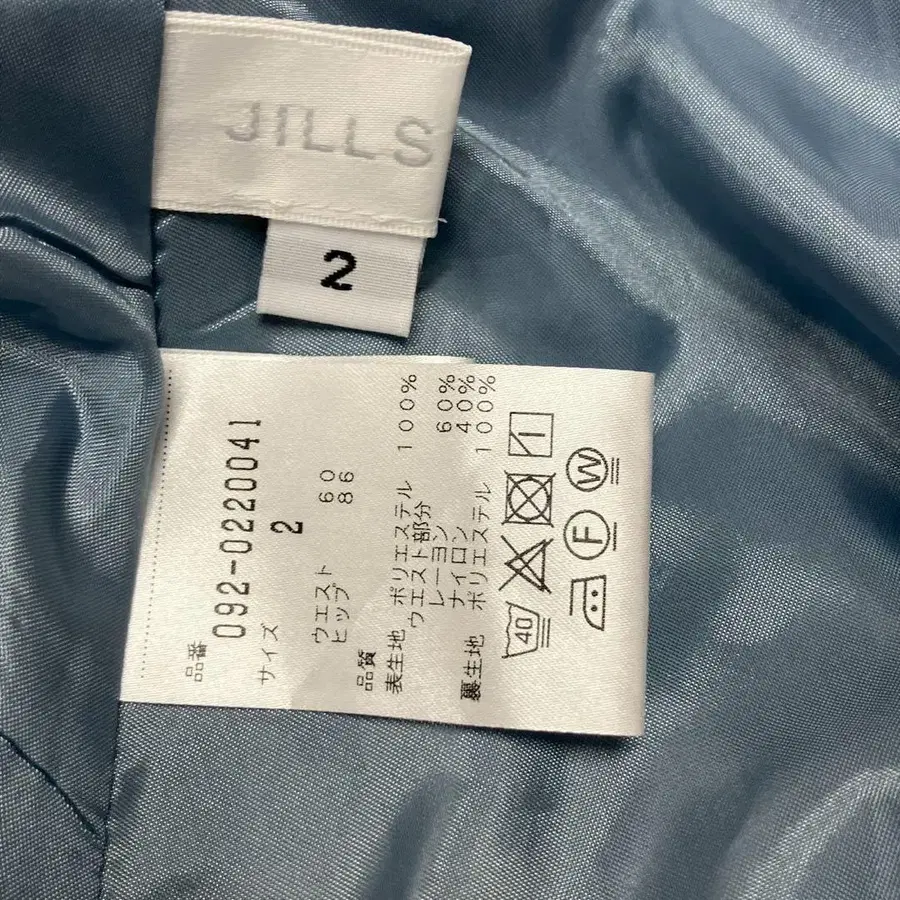 JILLS
2
品番 092-0220041
サイズ 2
ウエスト 60
ヒップ 86
品質
表生地 ポリエステル 100%
ウエスト部分
レーヨン 60%
ナイロン 40%
裏生地 ポリエステル 100%
40
F W